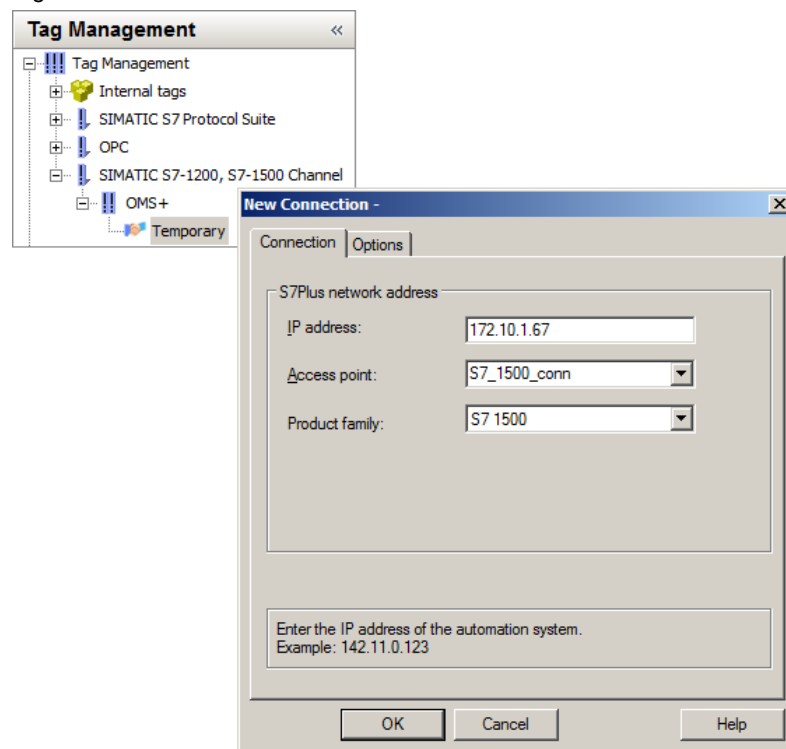 Tag Management «
Tag Management
Internal tags
SIMATIC S7 Protocol Suite
OPC
SIMATIC S7-1200, S7-1500 Channel
OMS+
Temporary
New Connection -
Connection Options
S7Plus network address
IP address: 172.10.1.67
Access point: S7_1500_conn
Product family: S7 1500
Enter the IP address of the automation system.
Example: 142.11.0.123
OK Cancel Help